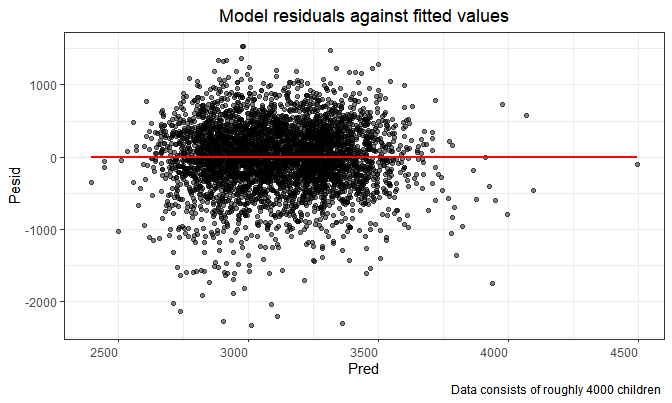 Model residuals against fitted values
1000
0
-1000
-2000
Resid
2500 3000 3500 4000 4500
Pred
Data consists of roughly 4000 children